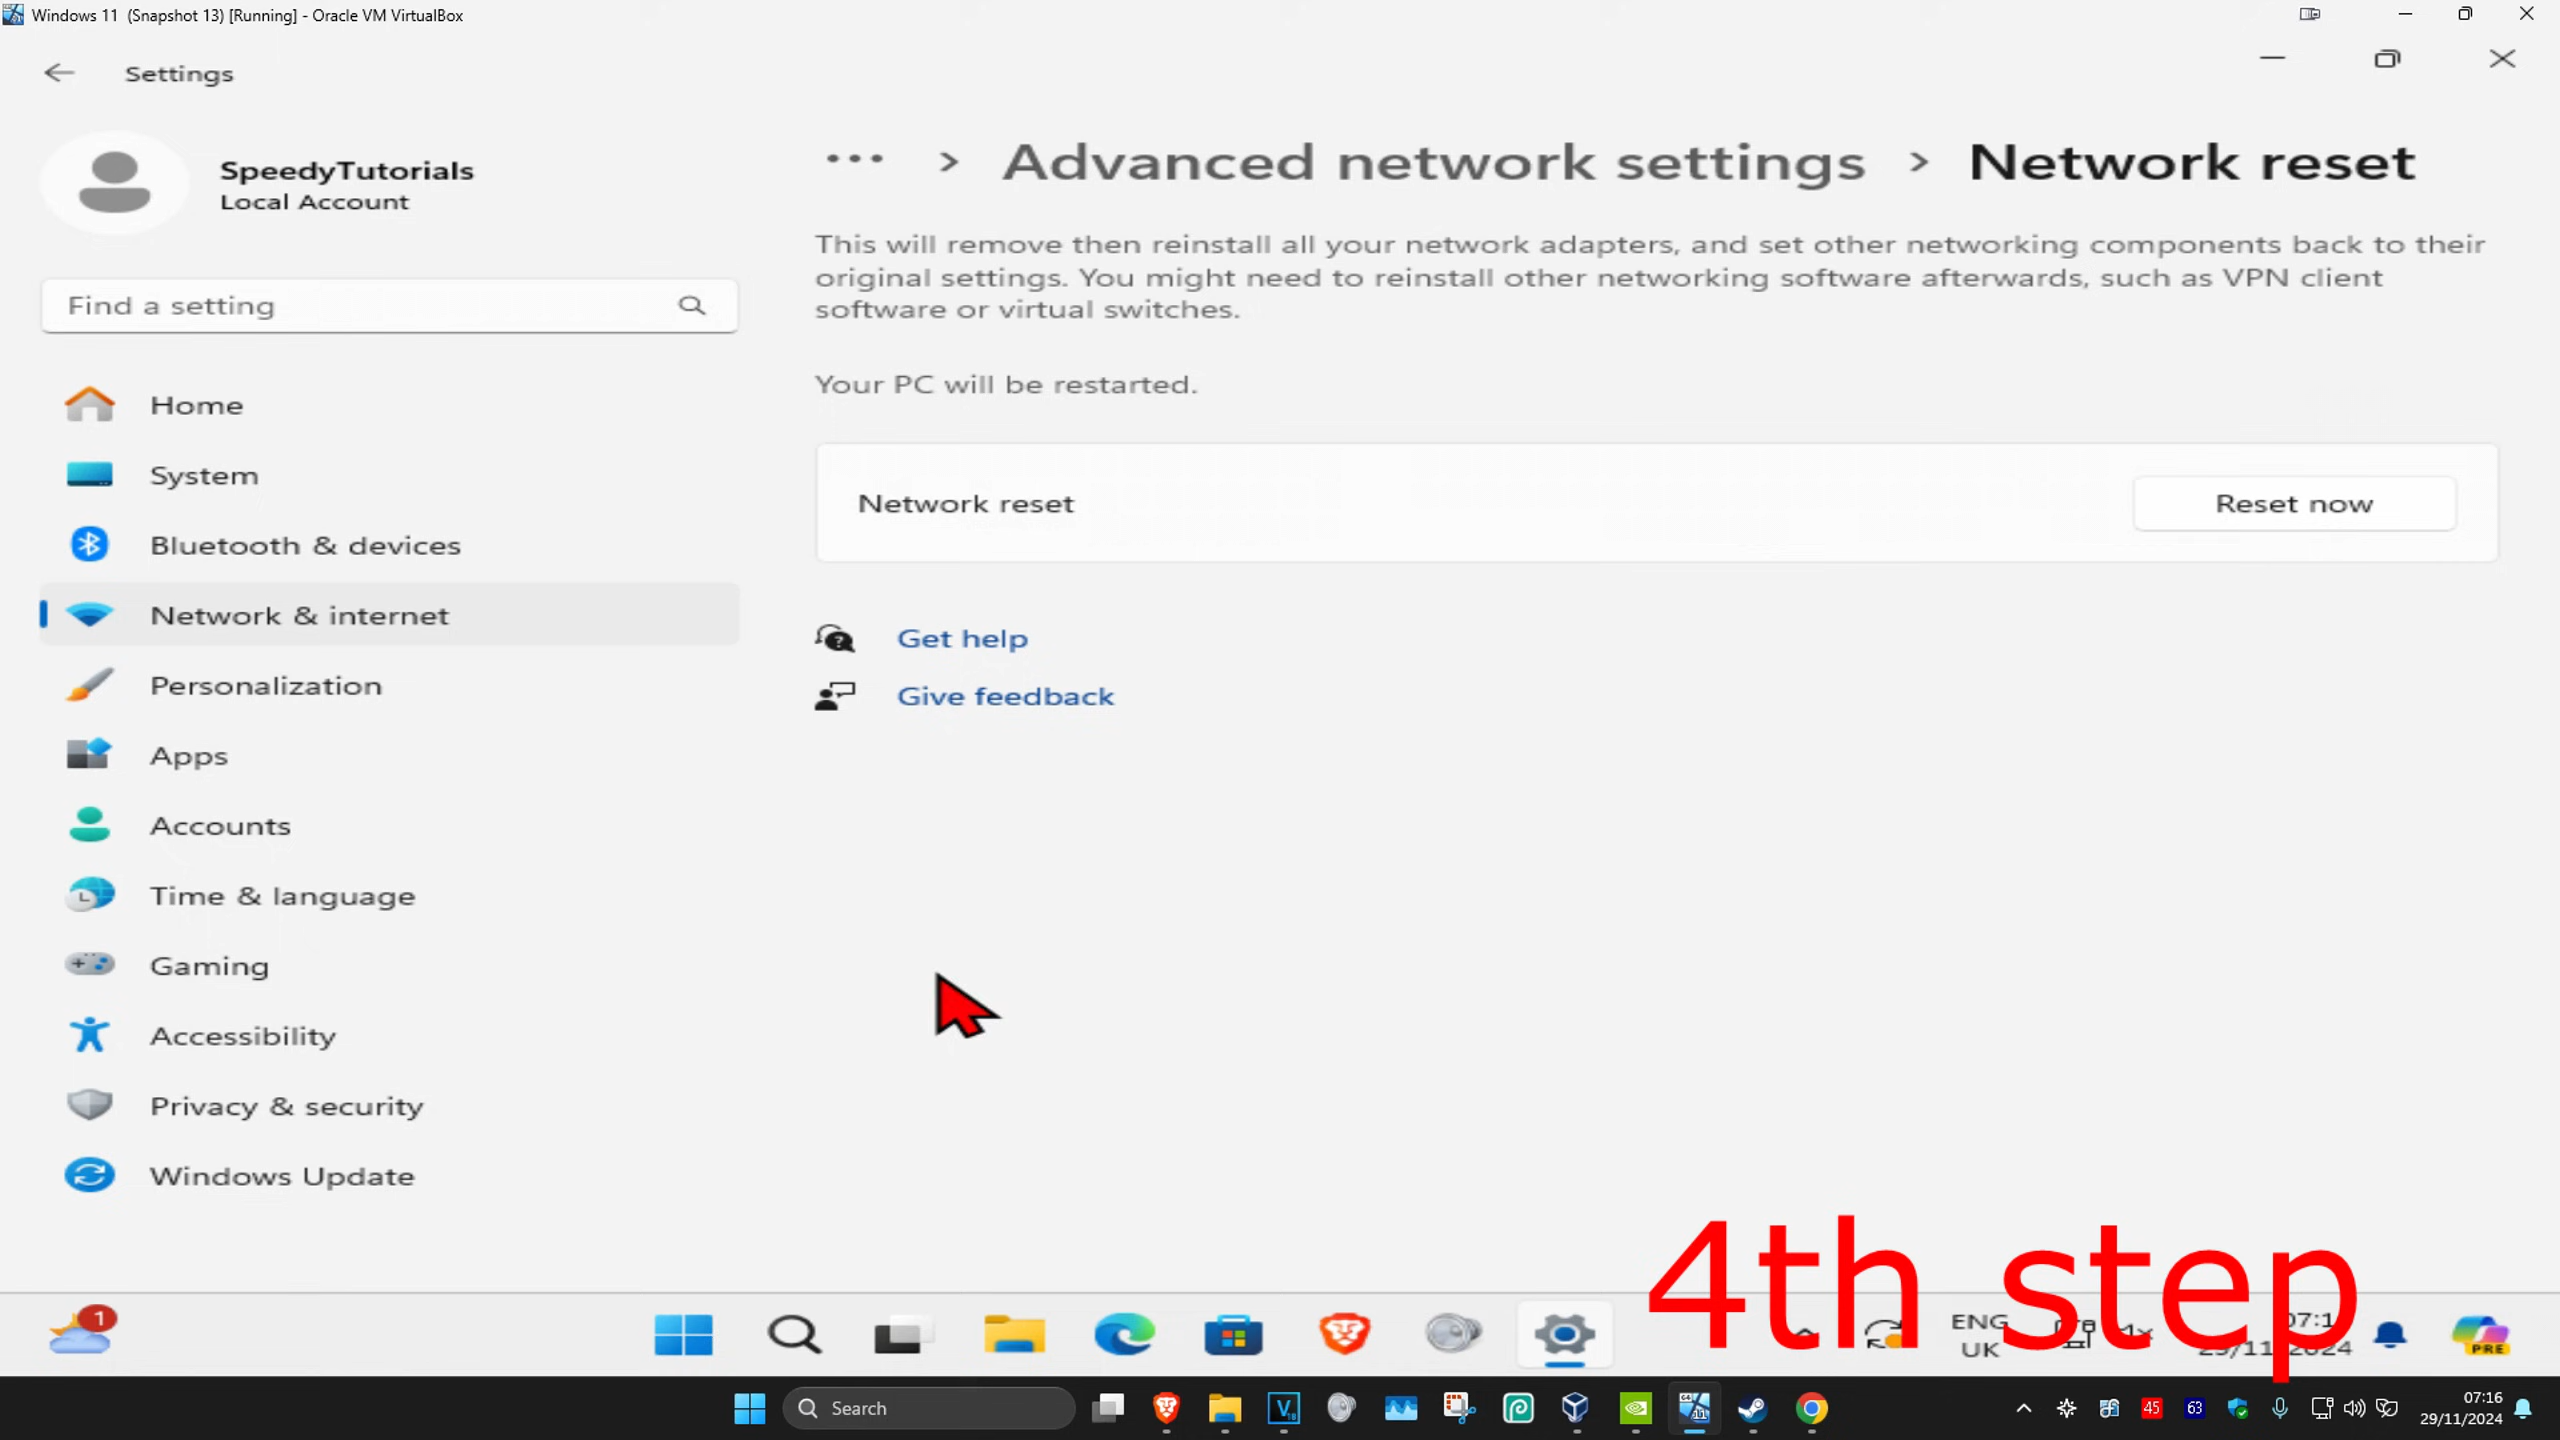 Windows 11 (Snapshot 13) [Running] - Oracle VM VirtualBox
Settings
SpeedyTutorials
Local Account
Find a setting
Home
System
Bluetooth & devices
Network & internet
Personalization
Apps
Accounts
Time & language
Gaming
Accessibility
Privacy & security
Windows Update
··· > Advanced network settings > Network reset
This will remove then reinstall all your network adapters, and set other networking components back to their
original settings. You might need to reinstall other networking software afterwards, such as VPN client
software or virtual switches.
Your PC will be restarted.
Network reset
Reset now
Get help
Give feedback
4th step
1
ENG
UK
PRE
Search
45
63
07:16
29/11/2024